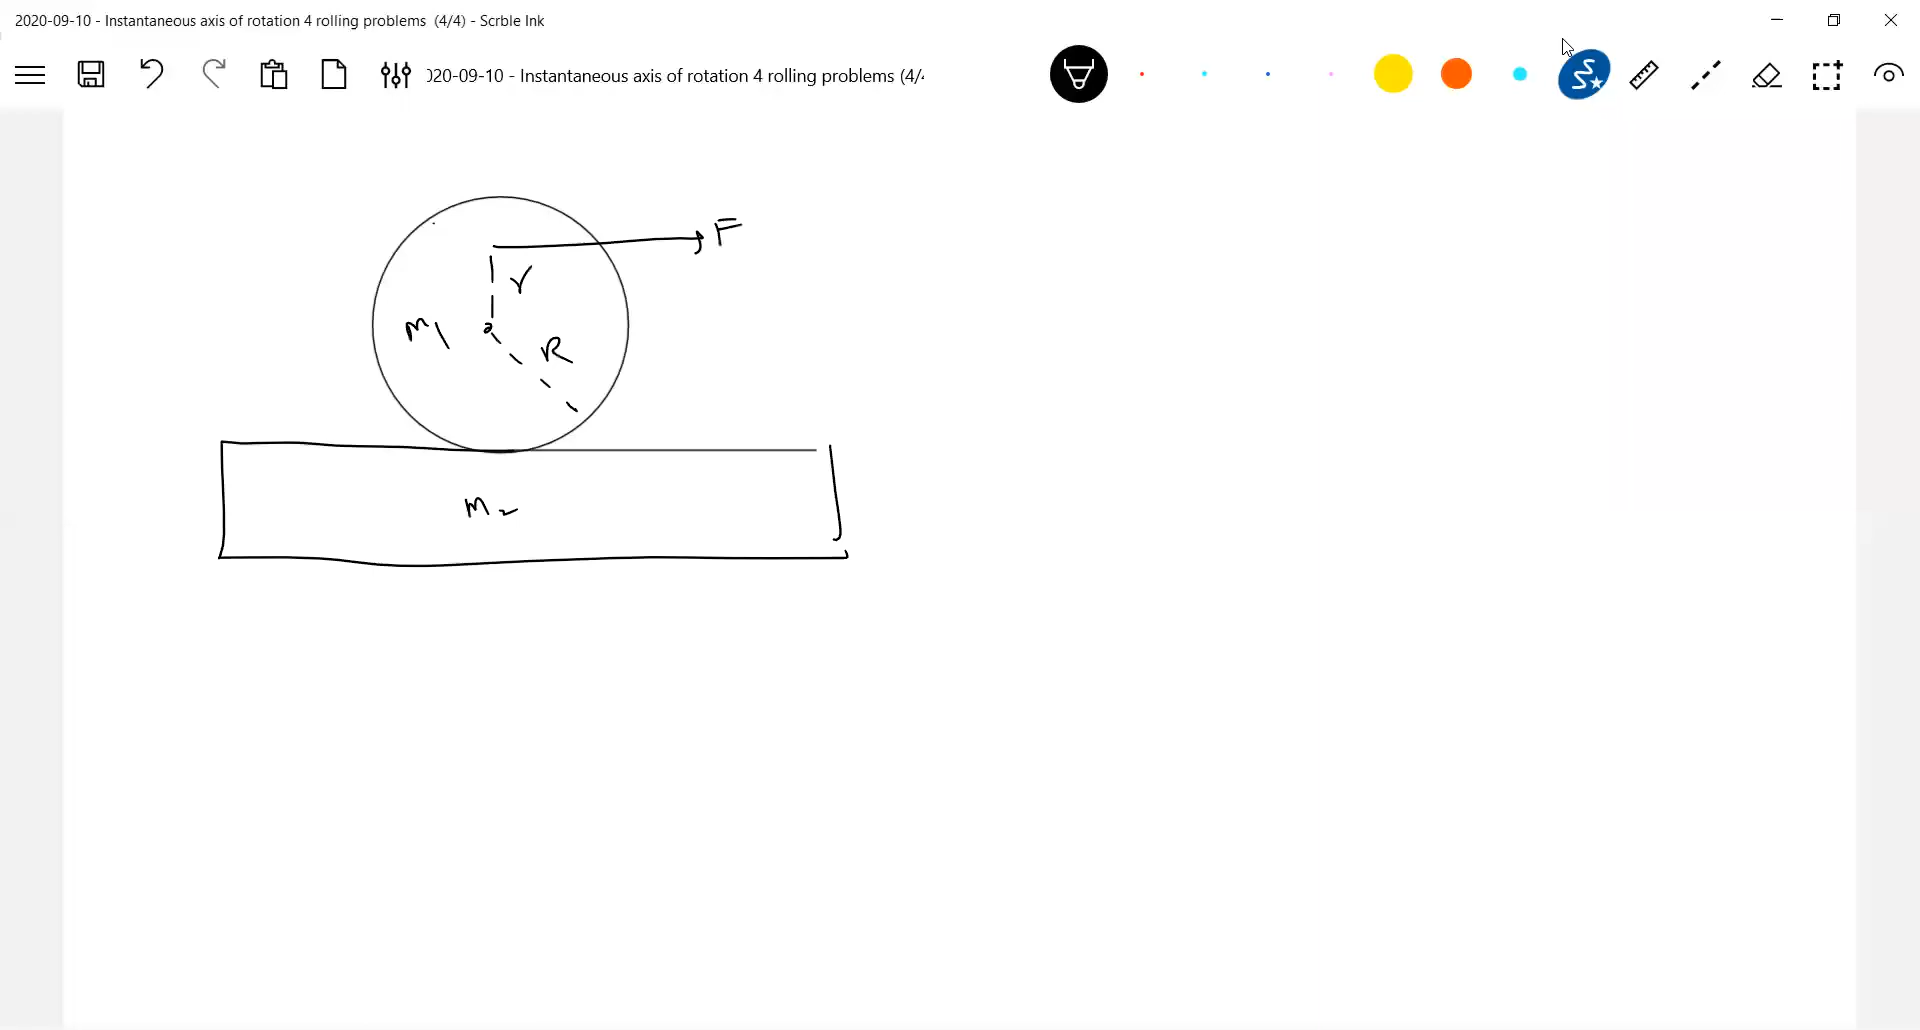 2020-09-10 - Instantaneous axis of rotation 4 rolling problems (4/4) - Scrble Ink
020-09-10 - Instantaneous axis of rotation 4 rolling problems (4/4
F
r
m1
R
m2